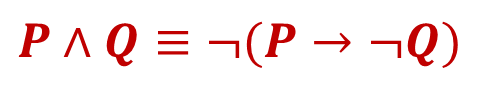 P ∧ Q ≡ ¬(P → ¬Q)